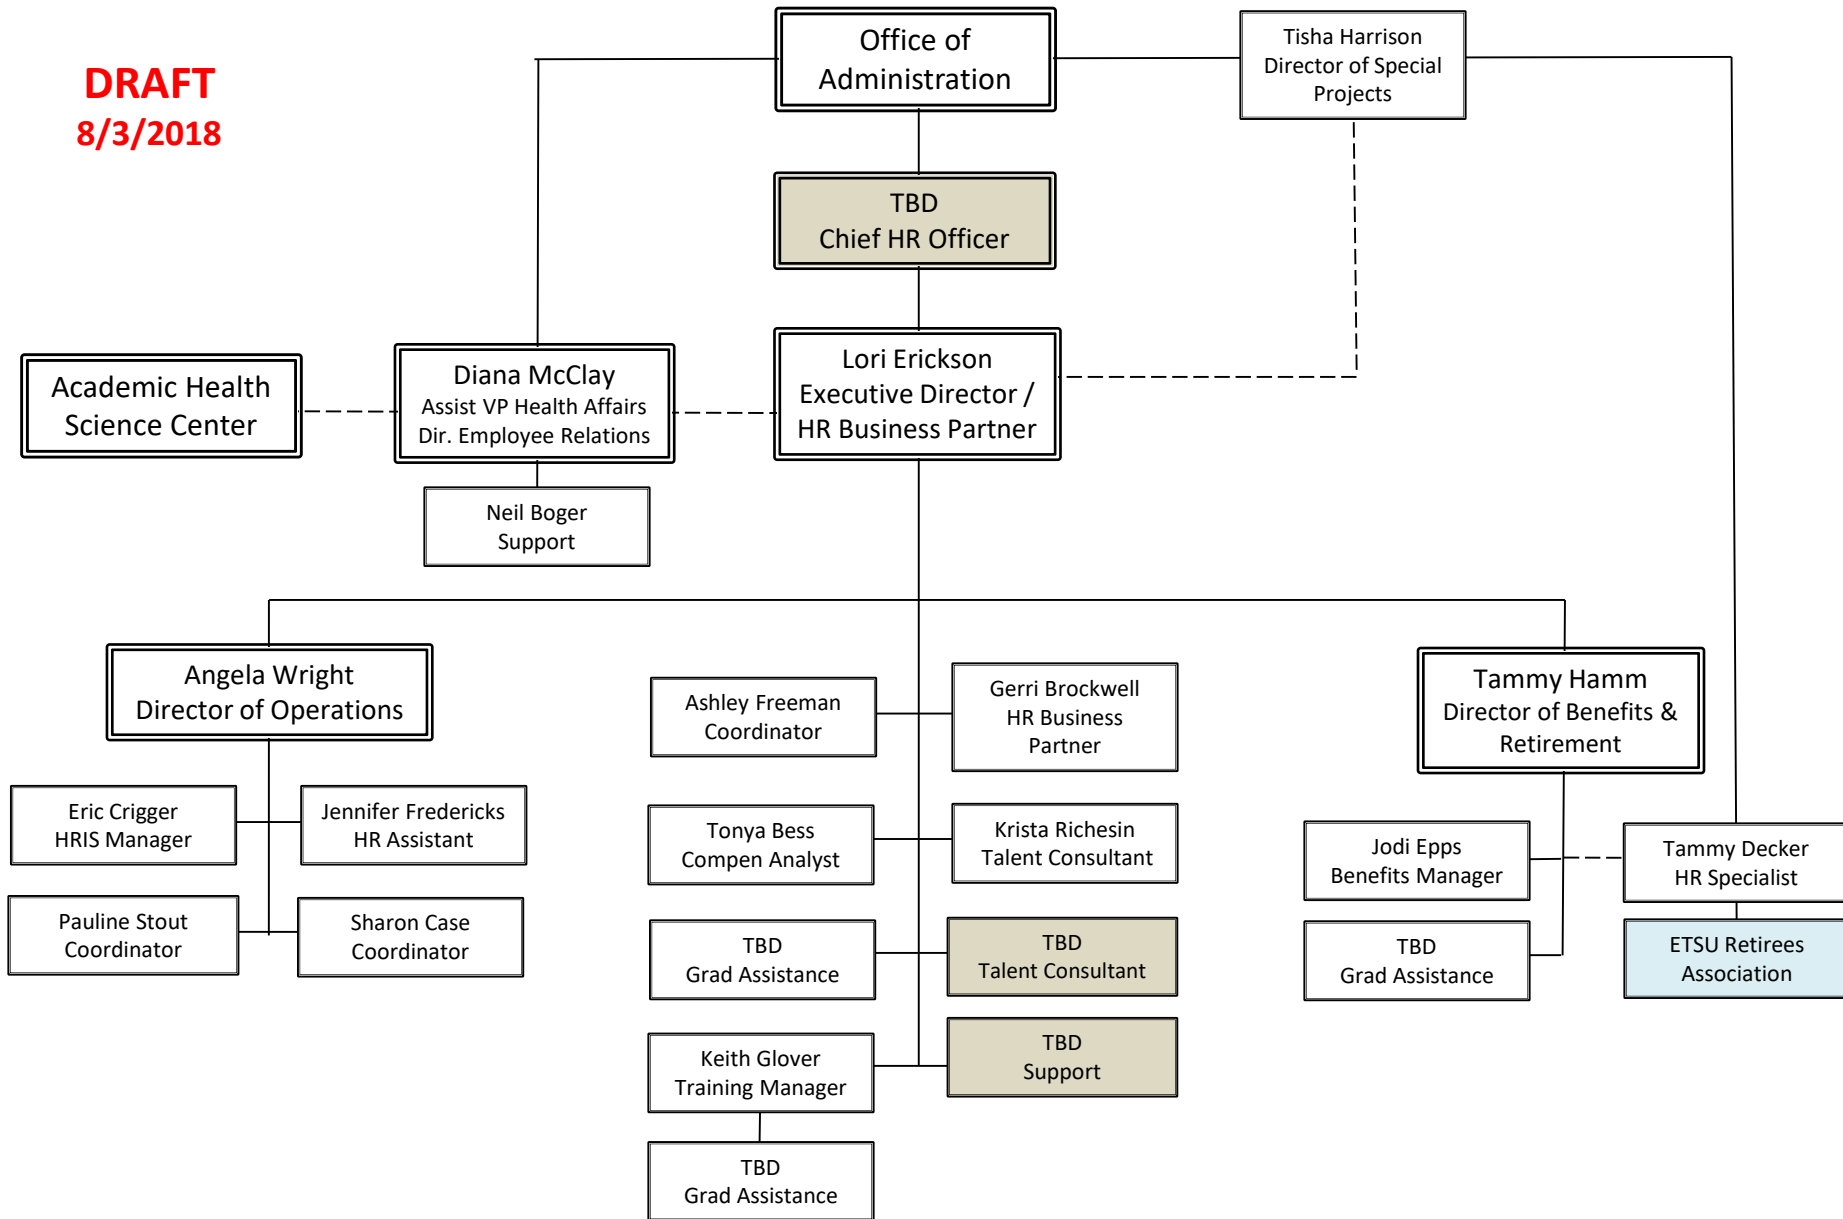 DRAFT
8/3/2018
Office of
Administration
Tisha Harrison
Director of Special
Projects
TBD
Chief HR Officer
Academic Health
Science Center
Diana McClay
Assist VP Health Affairs
Dir. Employee Relations
Lori Erickson
Executive Director /
HR Business Partner
Neil Boger
Support
Angela Wright
Director of Operations
Eric Crigger
HRIS Manager
Jennifer Fredericks
HR Assistant
Pauline Stout
Coordinator
Sharon Case
Coordinator
Ashley Freeman
Coordinator
Gerri Brockwell
HR Business
Partner
Tonya Bess
Compen Analyst
Krista Richesin
Talent Consultant
TBD
Grad Assistance
TBD
Talent Consultant
Keith Glover
Training Manager
TBD
Support
TBD
Grad Assistance
Tammy Hamm
Director of Benefits &
Retirement
Jodi Epps
Benefits Manager
Tammy Decker
HR Specialist
TBD
Grad Assistance
ETSU Retirees
Association